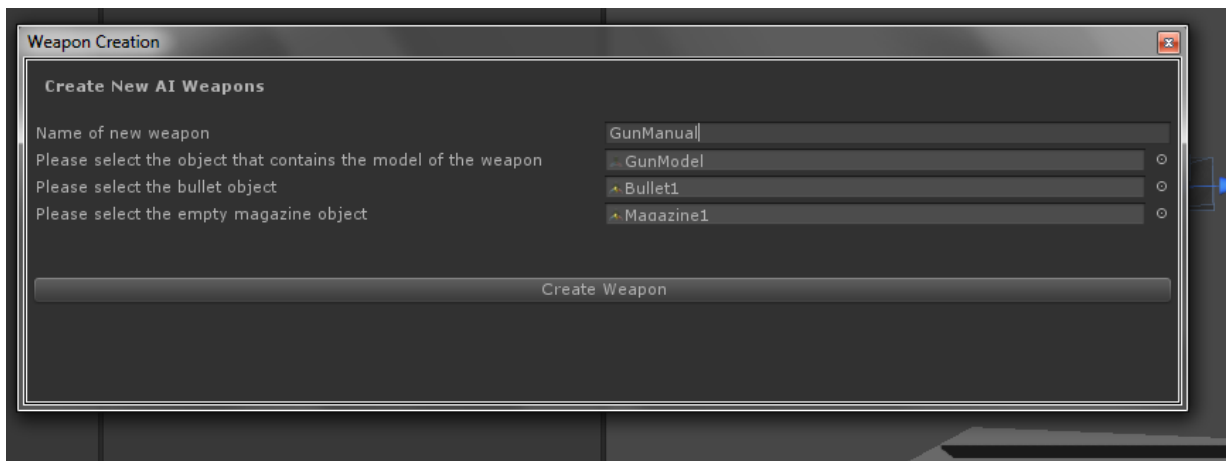 Weapon Creation
Create New AI Weapons
Name of new weapon GunManual
Please select the object that contains the model of the weapon GunModel
Please select the bullet object Bullet1
Please select the empty magazine object Magazine1
Create Weapon